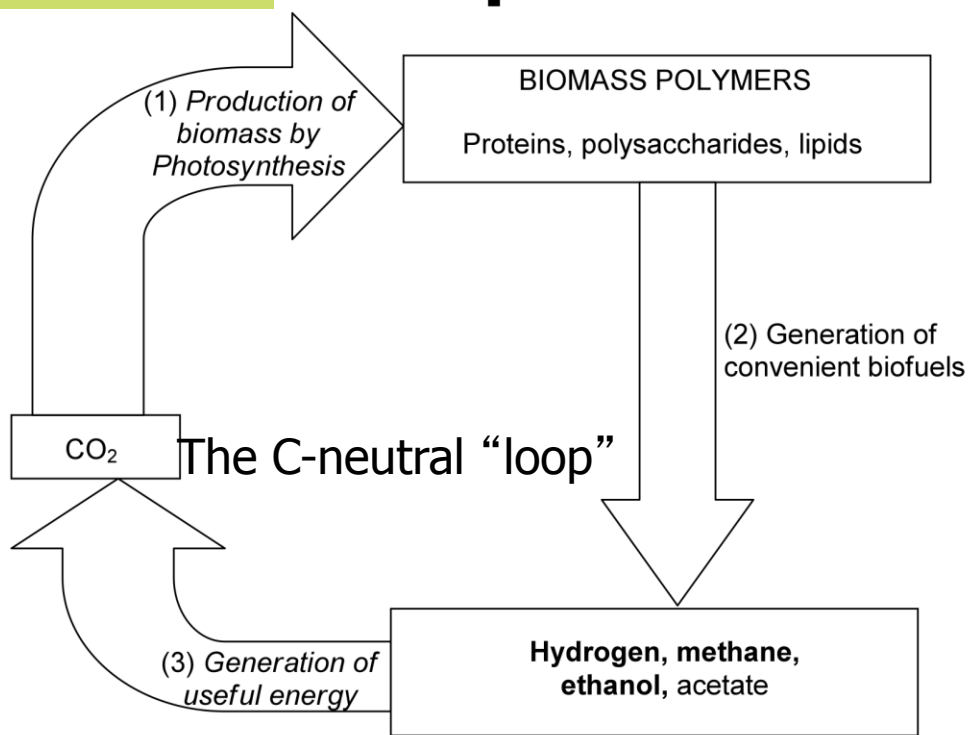 (1) Production of
biomass by
Photosynthesis
BIOMASS POLYMERS
Proteins, polysaccharides, lipids
(2) Generation of
convenient biofuels
CO₂
The C-neutral “loop”
(3) Generation of
useful energy
Hydrogen, methane,
ethanol, acetate